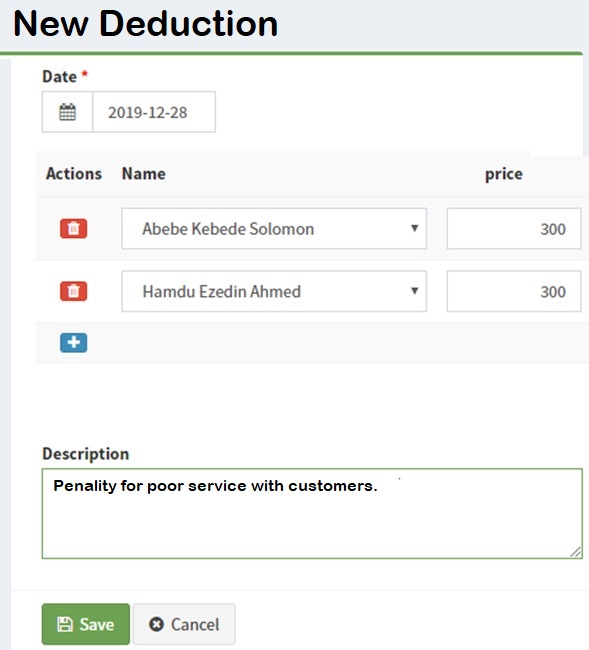 New Deduction
Date *
2019-12-28
Actions Name price
Abebe Kebede Solomon 300
Hamdu Ezedin Ahmed 300
Description
Penality for poor service with customers.
Save Cancel